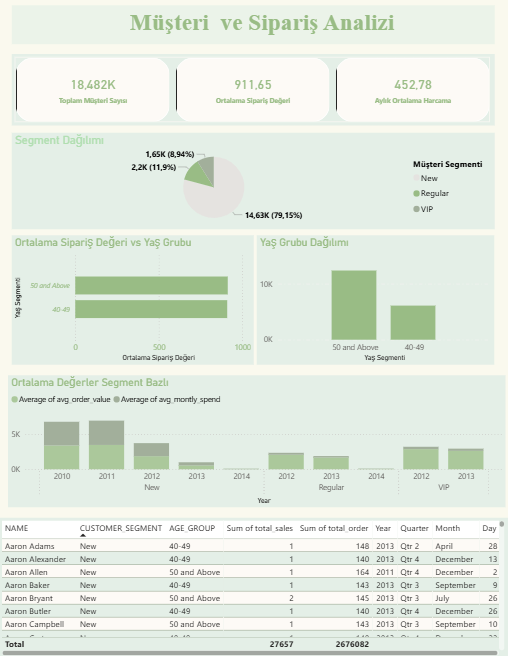 Müşteri ve Sipariş Analizi
18,482K
Toplam Müşteri Sayısı
911,65
Ortalama Sipariş Değeri
452,78
Aylık Ortalama Harcama
Segment Dağılımı
1,65K (8,94%)
2,2K (11,9%)
14,63K (79,15%)
Müşteri Segmenti
New
Regular
VIP
Ortalama Sipariş Değeri vs Yaş Grubu
Yaş Segmenti
50 and Above
40-49
0 500 1000
Ortalama Sipariş Değeri
Yaş Grubu Dağılımı
10K
0K
50 and Above 40-49
Yaş Segmenti
Ortalama Değerler Segment Bazlı
Average of avg_order_value Average of avg_montly_spend
5K
0K
2010 2011 2012 2013 2014 2012 2013 2014 2012 2013
New Regular VIP
Year
NAME CUSTOMER_SEGMENT AGE_GROUP Sum of total_sales Sum of total_order Year Quarter Month Day
Aaron Adams New 40-49 1 148 2013 Qtr 2 April 28
Aaron Alexander New 40-49 1 140 2013 Qtr 4 December 13
Aaron Allen New 50 and Above 1 164 2011 Qtr 4 December 2
Aaron Baker New 40-49 1 143 2013 Qtr 3 September 9
Aaron Bryant New 50 and Above 2 145 2013 Qtr 3 July 26
Aaron Butler New 40-49 1 140 2013 Qtr 4 December 26
Aaron Campbell New 50 and Above 1 143 2013 Qtr 3 September 10
Total 27657 2676082